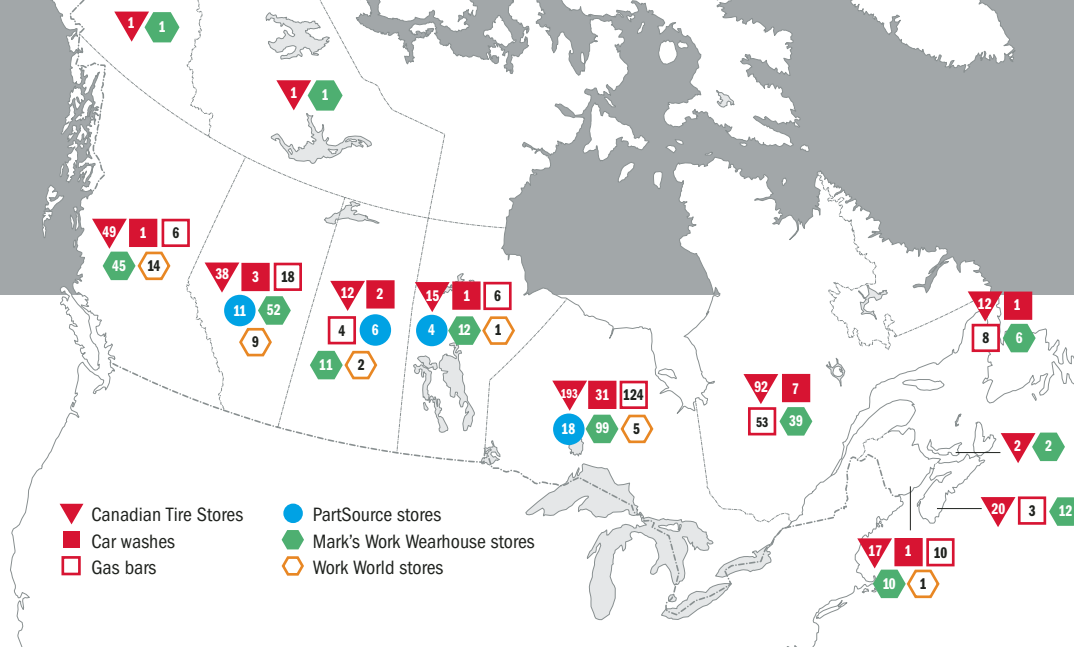 1 1
1 1
49 1 6
45 14
38 3 18
11 52
9
12 2
4 6
11 2
15 1 6
4 12 1
193 31 124
18 99 5
92 7
53 39
12 1
8 6
2 2
20 3 12
17 1 10
10 1
Canadian Tire Stores
Car washes
Gas bars
PartSource stores
Mark's Work Wearhouse stores
Work World stores